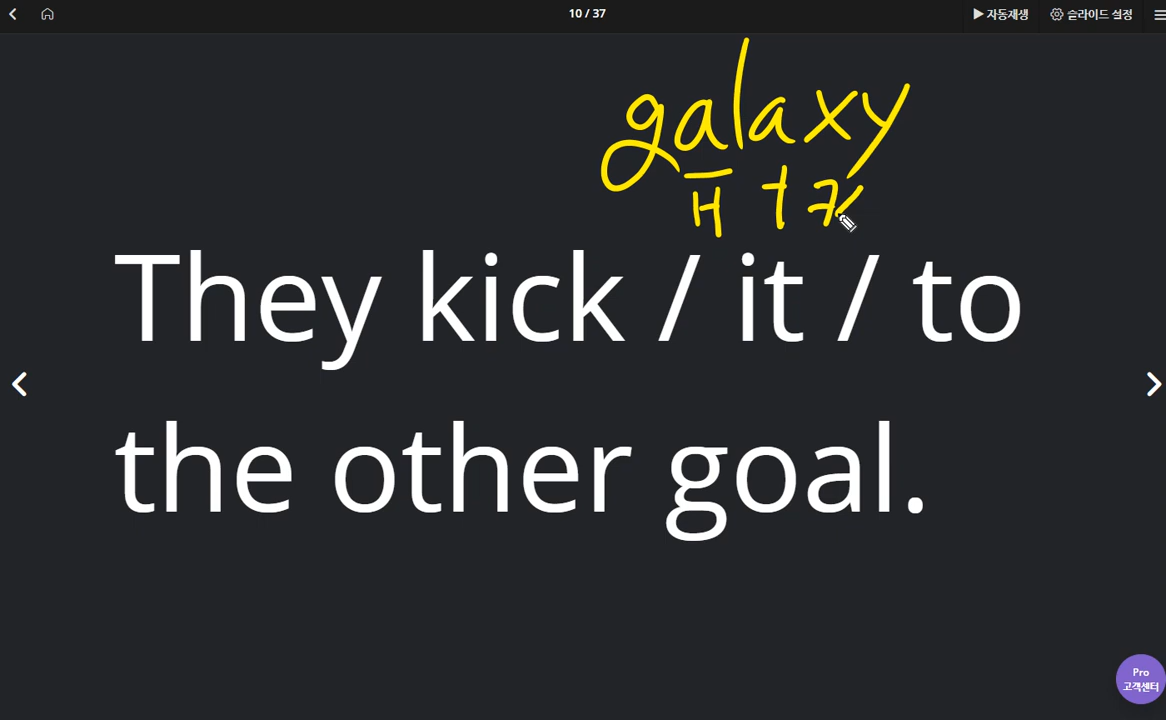 10 / 37
자동재생
슬라이드 설정
galaxy
ㅐ ㅓ ㅋ
They kick / it / to
the other goal.
Pro
고객센터